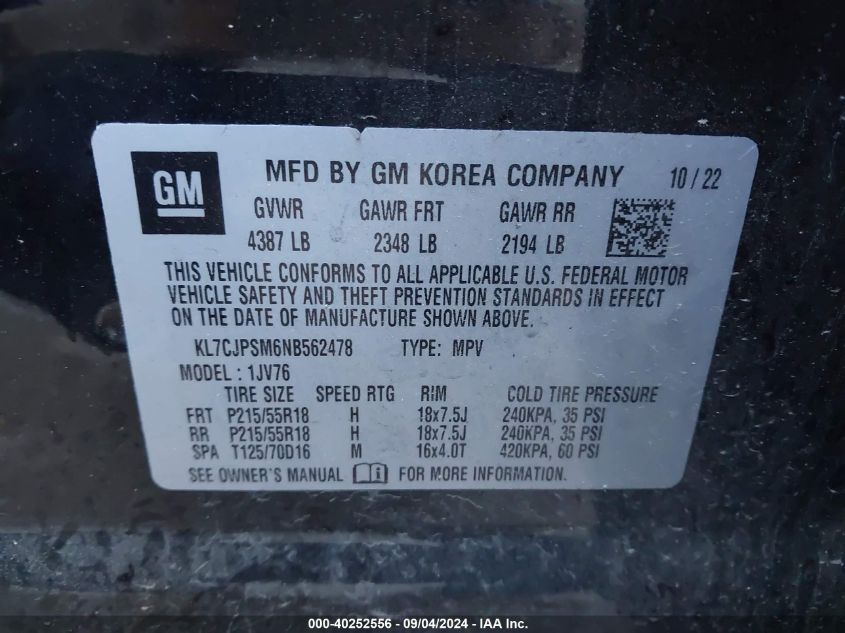 GM
MFD BY GM KOREA COMPANY 10/22
GVWR GAWR FRT GAWR RR
4387 LB 2348 LB 2194 LB
THIS VEHICLE CONFORMS TO ALL APPLICABLE U.S. FEDERAL MOTOR
VEHICLE SAFETY AND THEFT PREVENTION STANDARDS IN EFFECT
ON THE DATE OF MANUFACTURE SHOWN ABOVE.
KL7CJPSM6NB562478 TYPE: MPV
MODEL : 1JV76
TIRE SIZE SPEED RTG RIM COLD TIRE PRESSURE
FRT P215/55R18 H 18x7.5J 240KPA, 35 PSI
RR P215/55R18 H 18x7.5J 240KPA, 35 PSI
SPA T125/70D16 M 16x4.0T 420KPA, 60 PSI
SEE OWNER'S MANUAL FOR MORE INFORMATION.
000-40252556 - 09/04/2024 - IAA Inc.